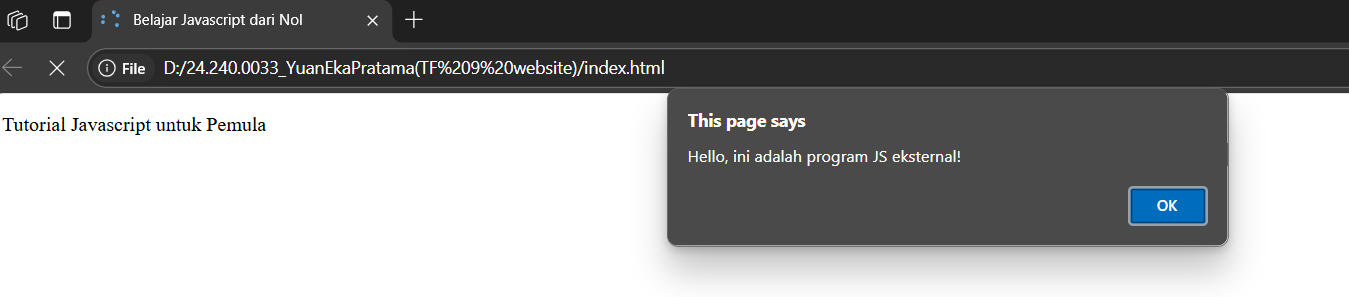 Belajar Javascript dari Nol
File D:/24.240.0033_YuanEkaPratama(TF%209%20website)/index.html
Tutorial Javascript untuk Pemula
This page says
Hello, ini adalah program JS eksternal!
OK